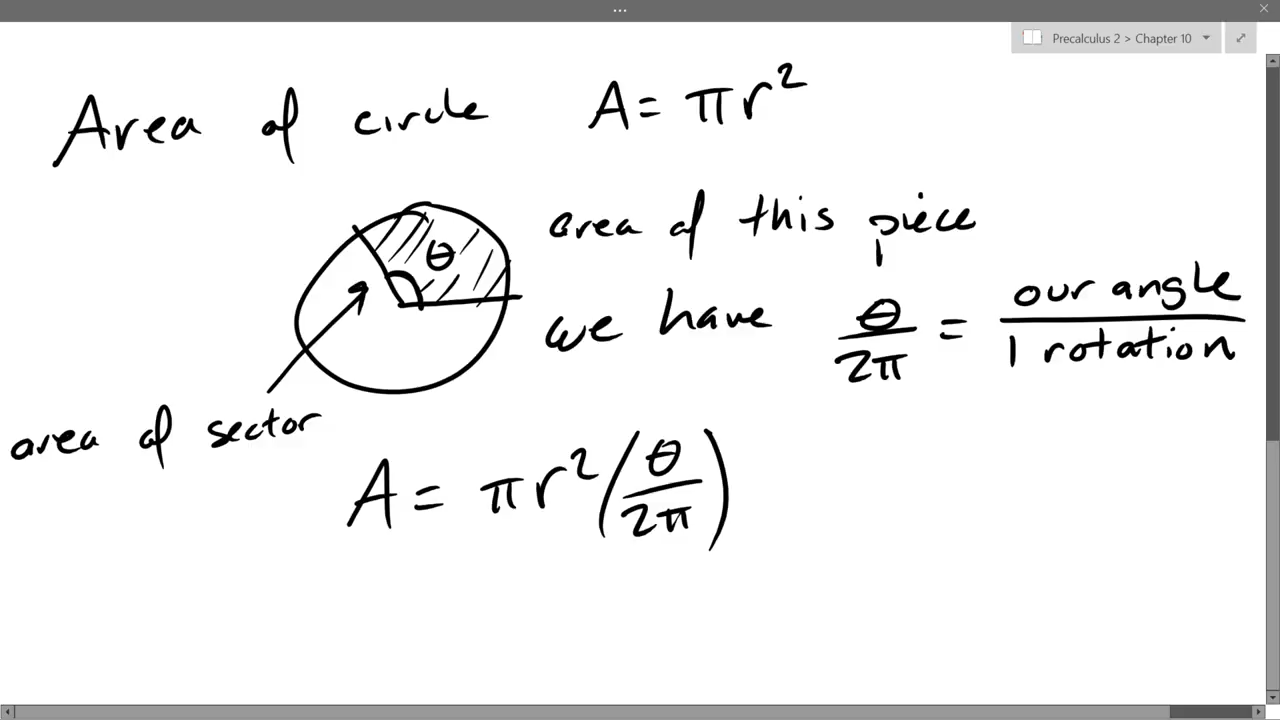 ...
Precalculus 2 > Chapter 10
Area of circle A = πr²
area of this piece
θ
we have θ/2π = our angle/1 rotation
area of sector
A = πr²(θ/2π)